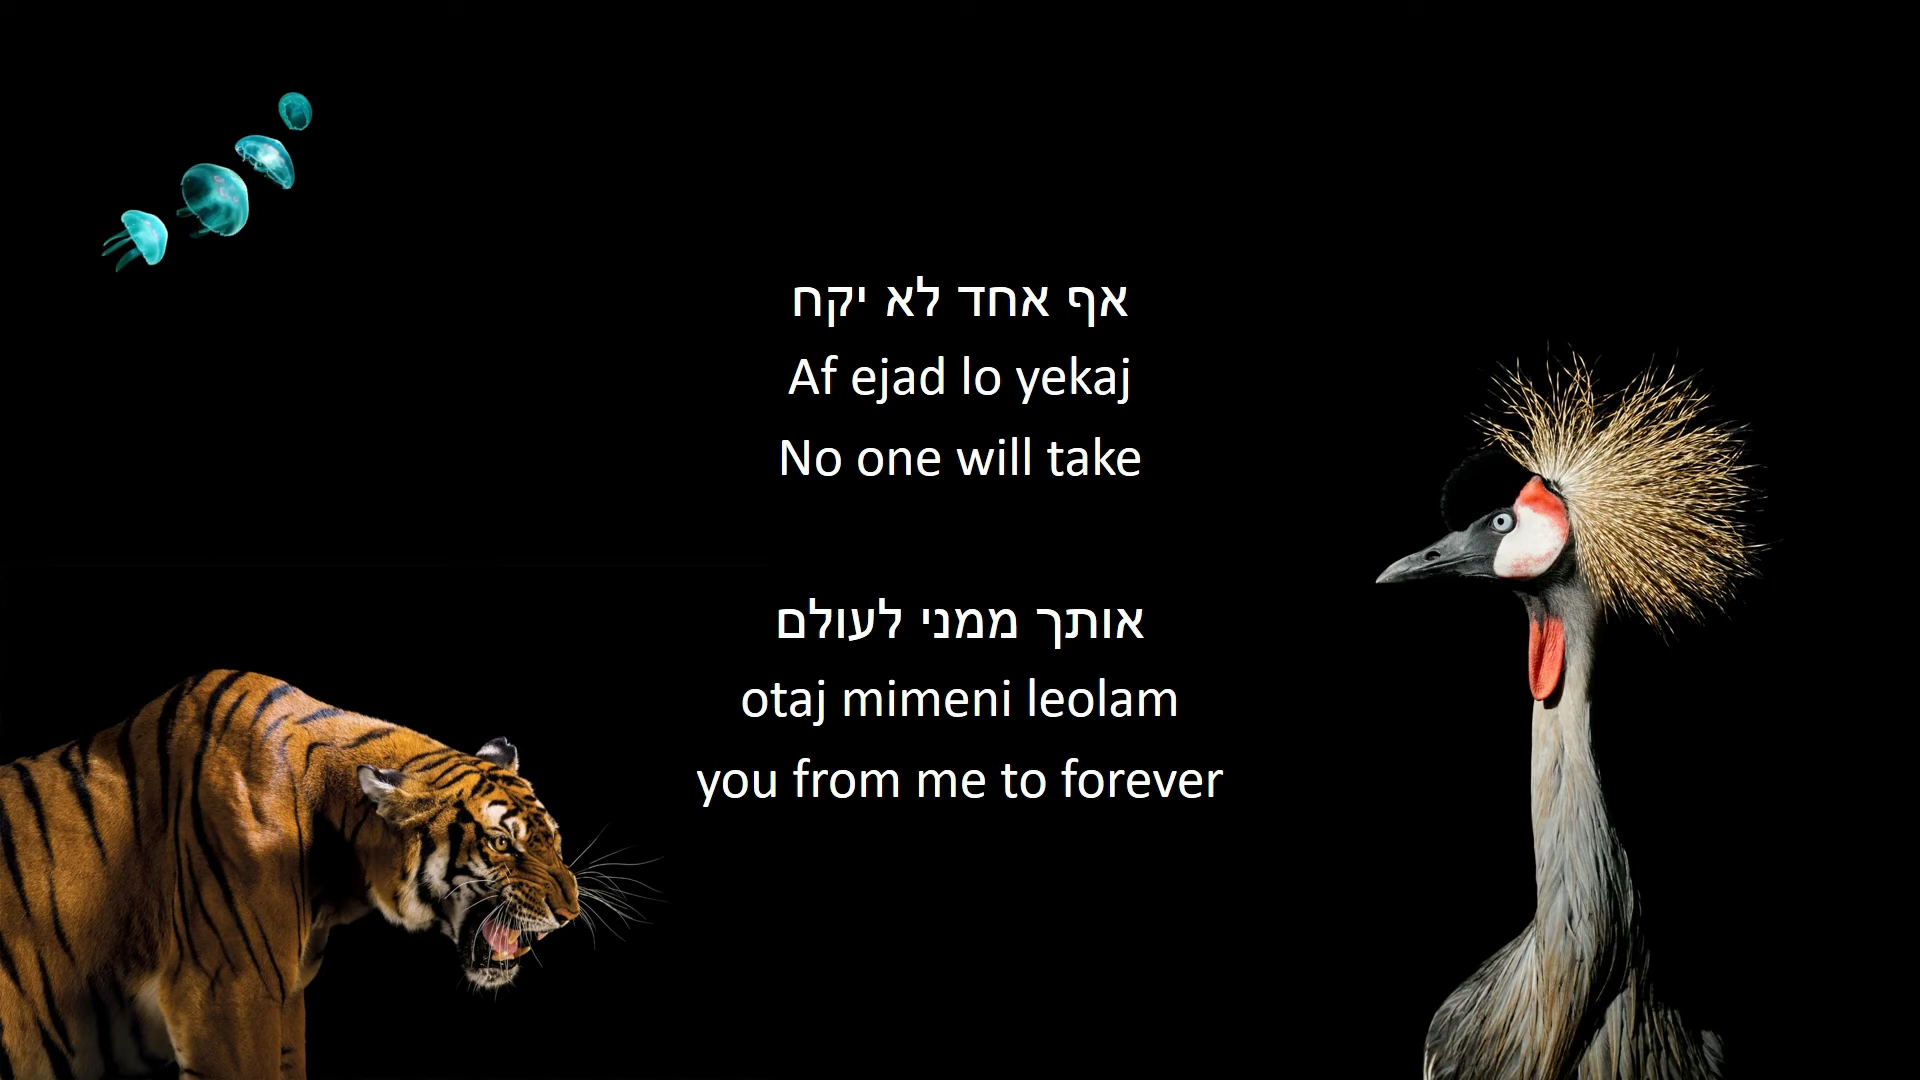 אף אחד לא יקח
Af ejad lo yekaj
No one will take
אותך ממני לעולם
otaj mimeni leolam
you from me to forever